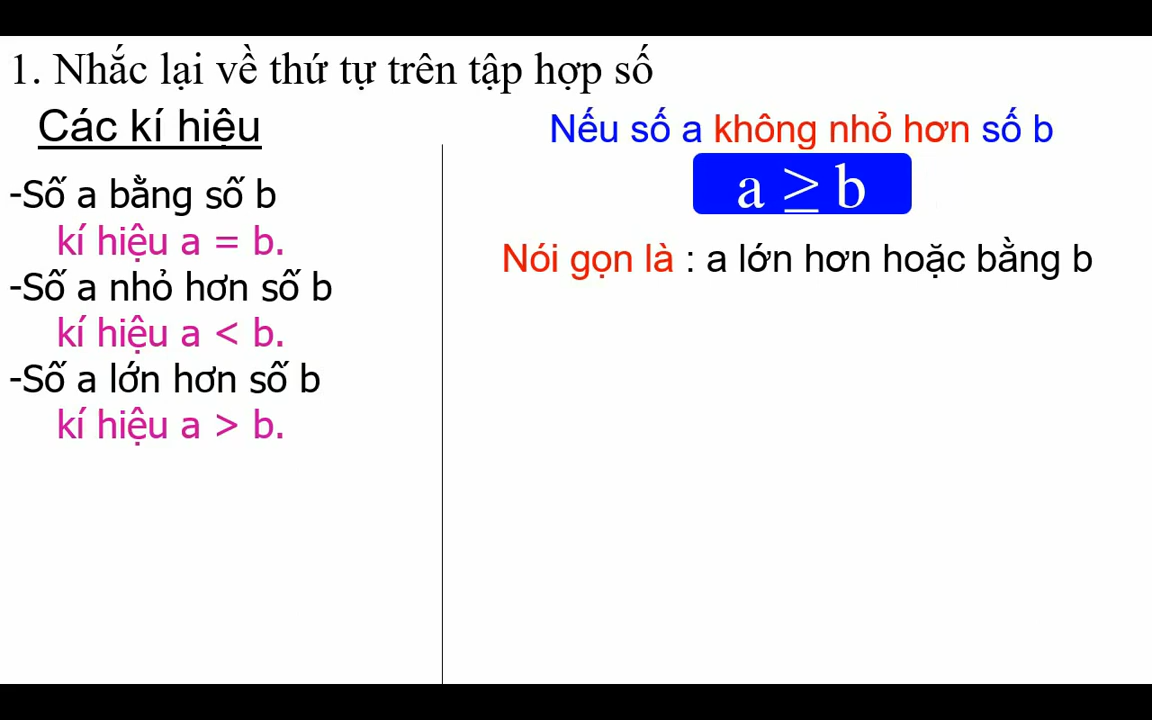 1. Nhắc lại về thứ tự trên tập hợp số
Các kí hiệu
-Số a bằng số b
kí hiệu a = b.
-Số a nhỏ hơn số b
kí hiệu a < b.
-Số a lớn hơn số b
kí hiệu a > b.
Nếu số a không nhỏ hơn số b
a ≥ b
Nói gọn là : a lớn hơn hoặc bằng b